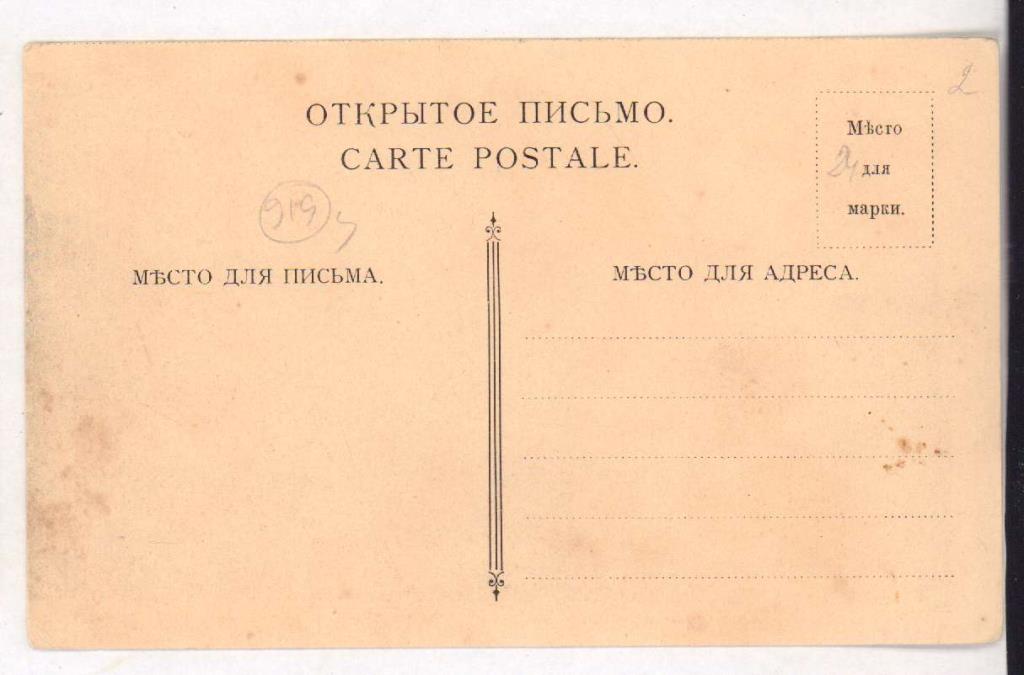 ОТКРЫТОЕ ПИСЬМО.
CARTE POSTALE.
Мѣсто
для
марки.
2
24
919
МѢСТО ДЛЯ ПИСЬМА.
МѢСТО ДЛЯ АДРЕСА.